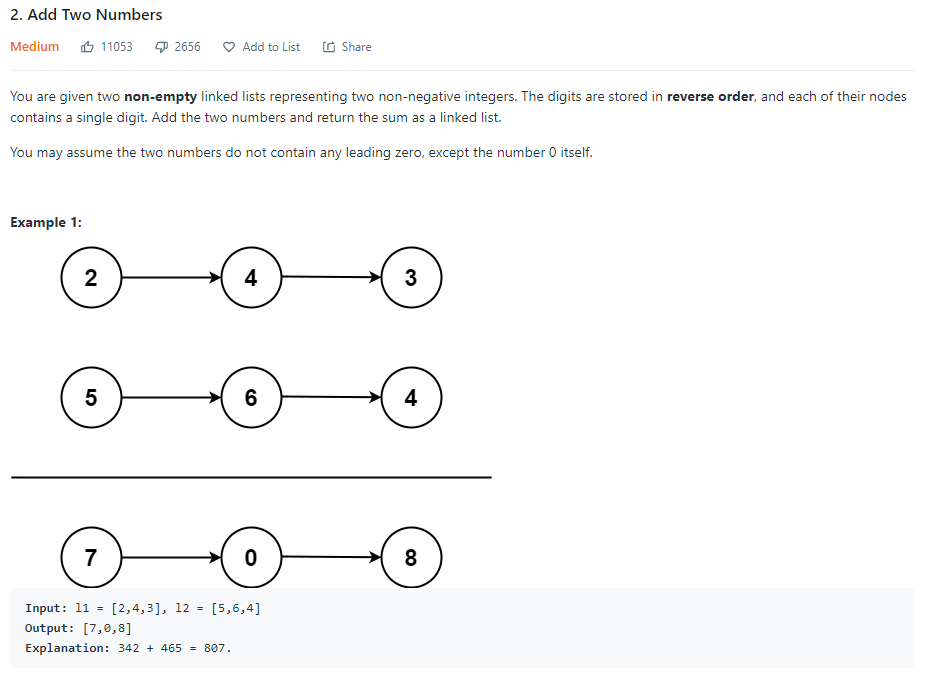 2. Add Two Numbers
Medium 11053 2656 Add to List Share
You are given two non-empty linked lists representing two non-negative integers. The digits are stored in reverse order, and each of their nodes
contains a single digit. Add the two numbers and return the sum as a linked list.
You may assume the two numbers do not contain any leading zero, except the number 0 itself.
Example 1:
2 4 3
5 6 4
7 0 8
Input: l1 = [2,4,3], l2 = [5,6,4]
Output: [7,0,8]
Explanation: 342 + 465 = 807.